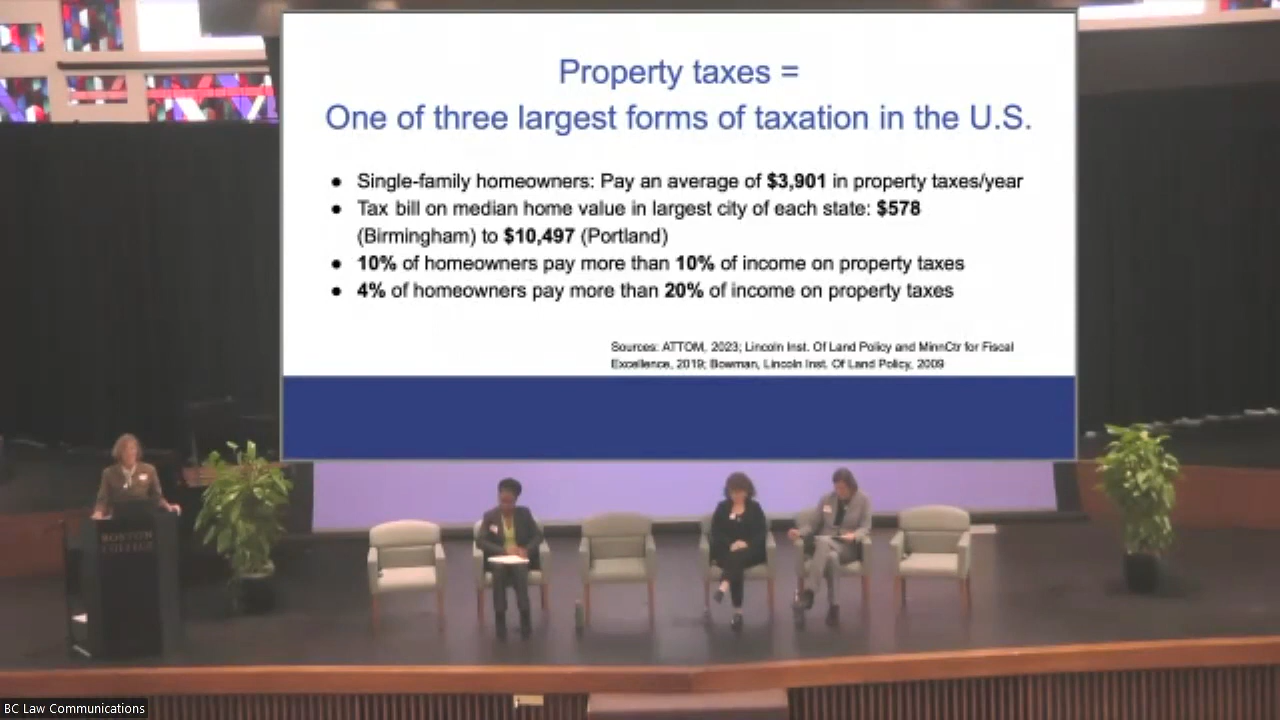 Property taxes =
One of three largest forms of taxation in the U.S.
● Single-family homeowners: Pay an average of $3,901 in property taxes/year
● Tax bill on median home value in largest city of each state: $578
(Birmingham) to $10,497 (Portland)
● 10% of homeowners pay more than 10% of income on property taxes
● 4% of homeowners pay more than 20% of income on property taxes
Sources: ATTOM, 2023; Lincoln Inst. Of Land Policy and MinnCtr for Fiscal
Excellence, 2019; Bowman, Lincoln Inst. Of Land Policy, 2009
BOSTON
COLLEGE
BC Law Communications